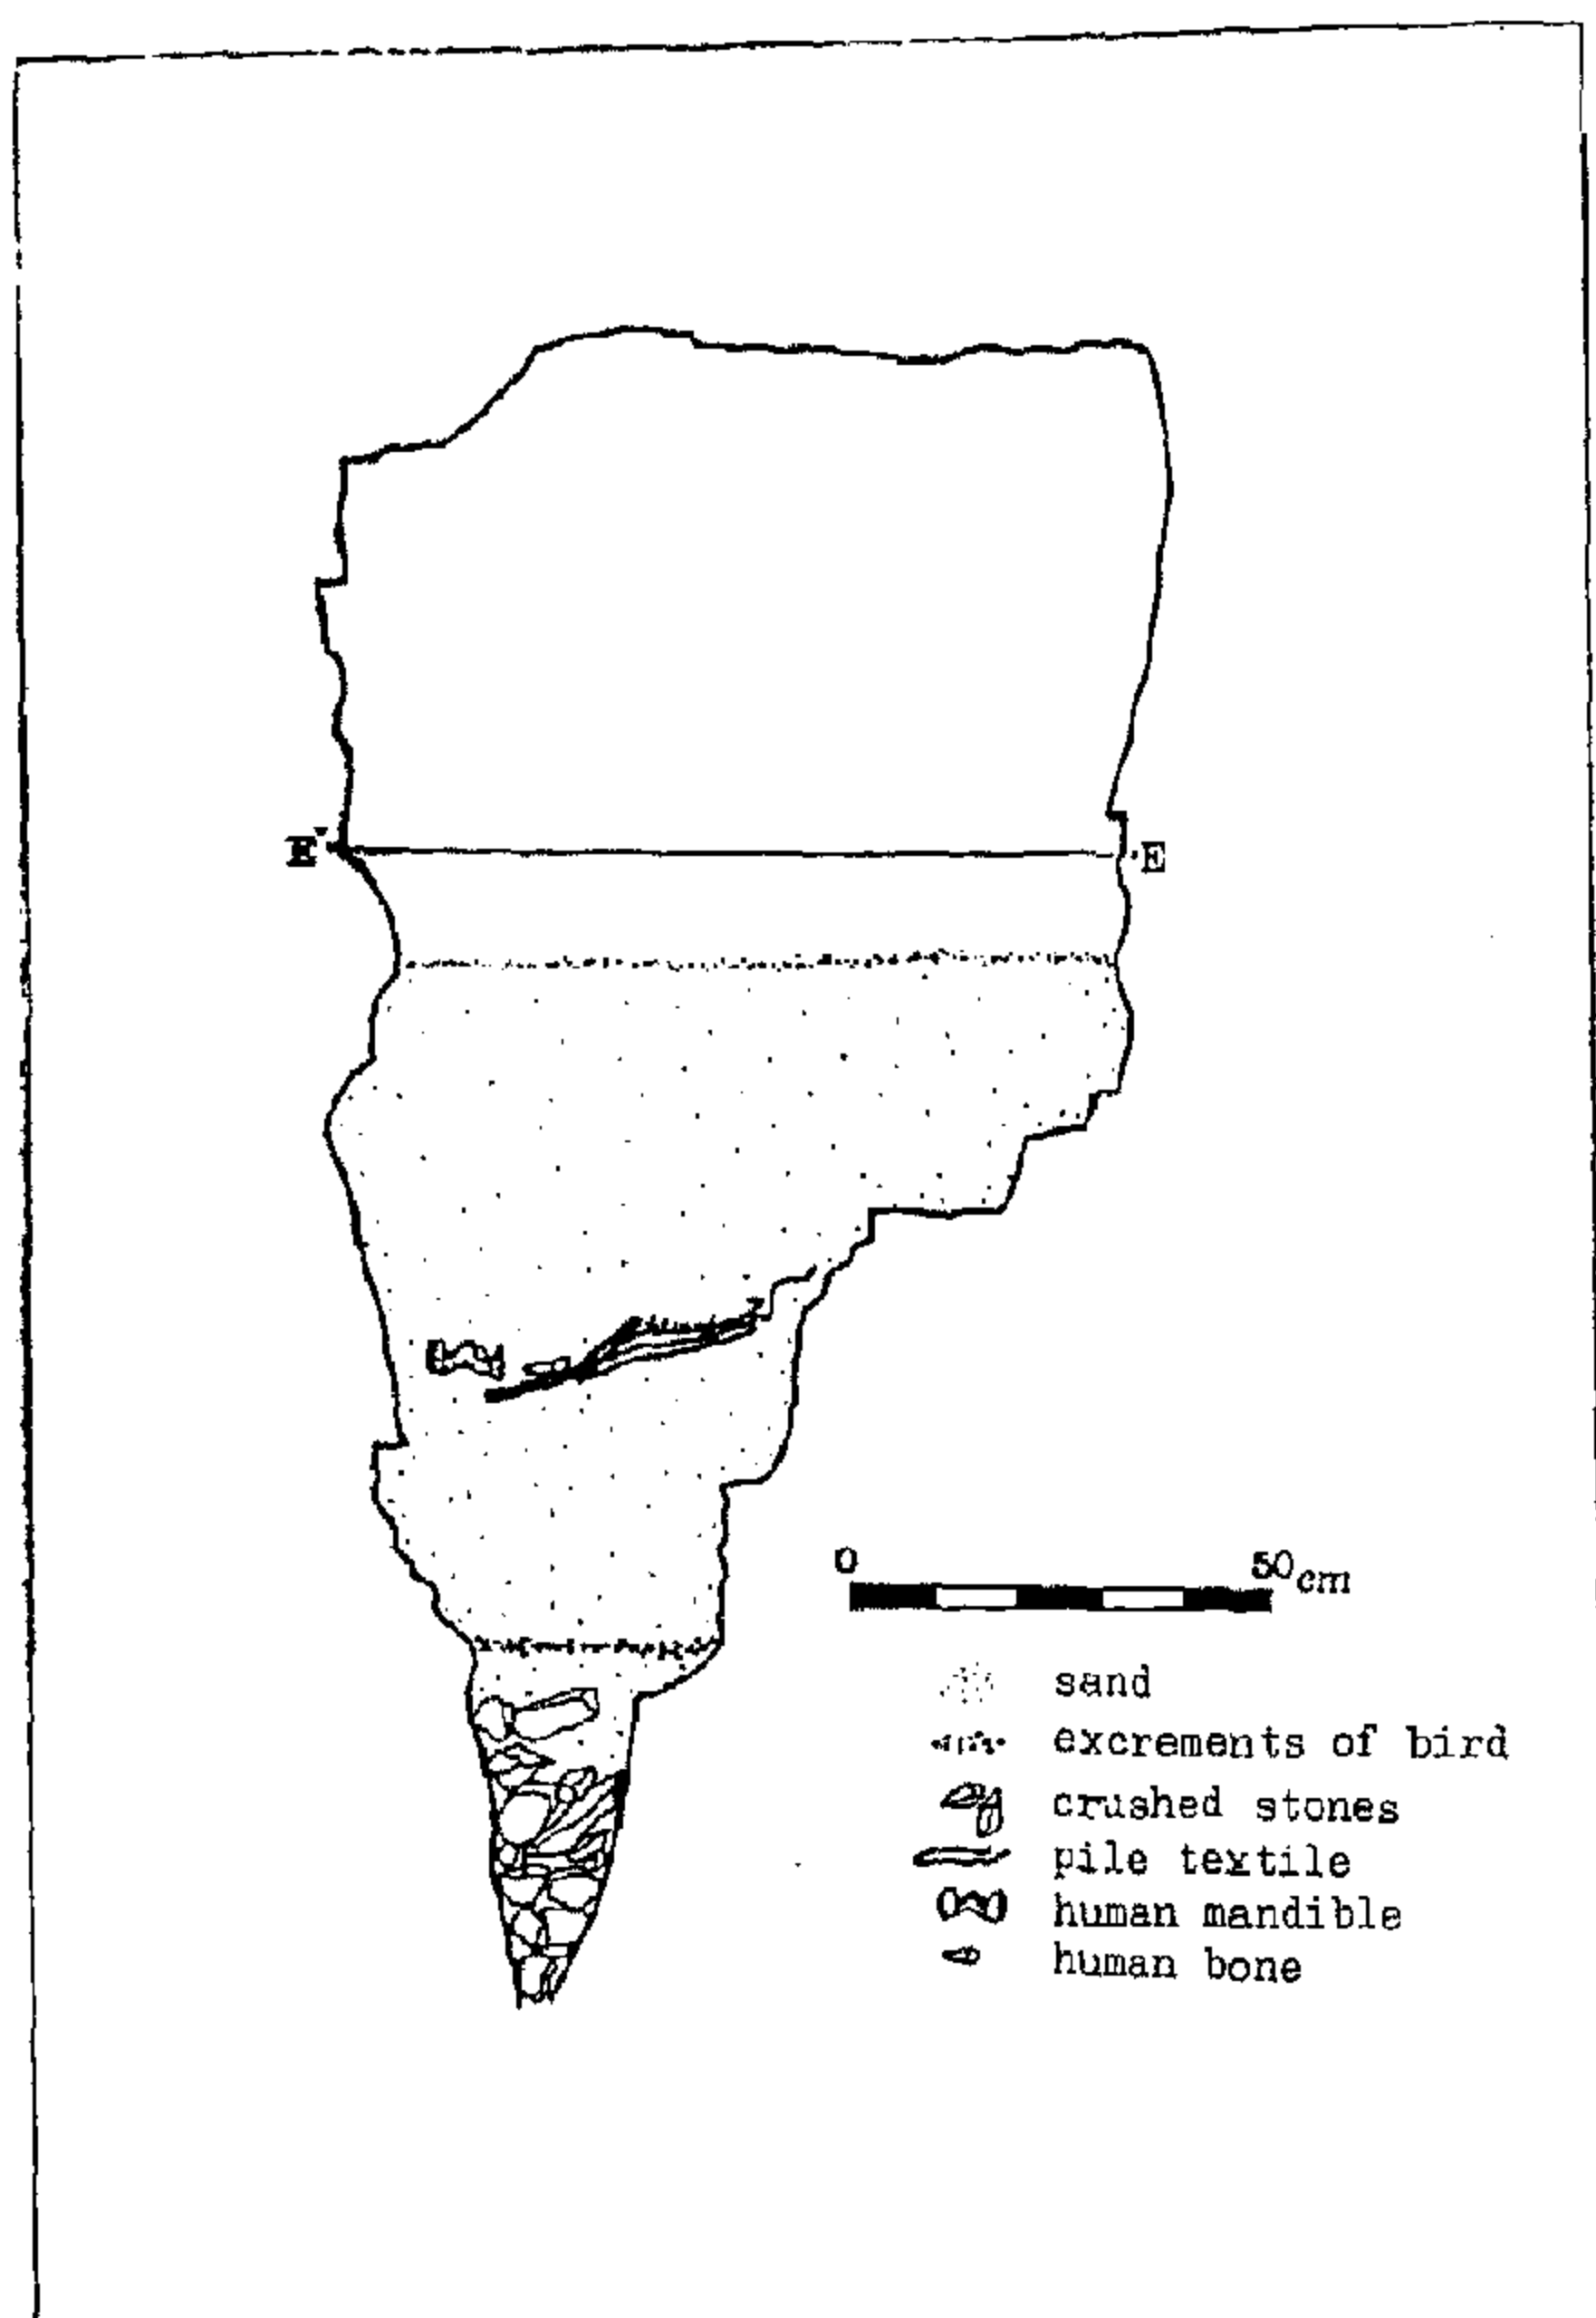 E' E
0 50cm
sand
excrements of bird
crushed stones
pile textile
human mandible
human bone